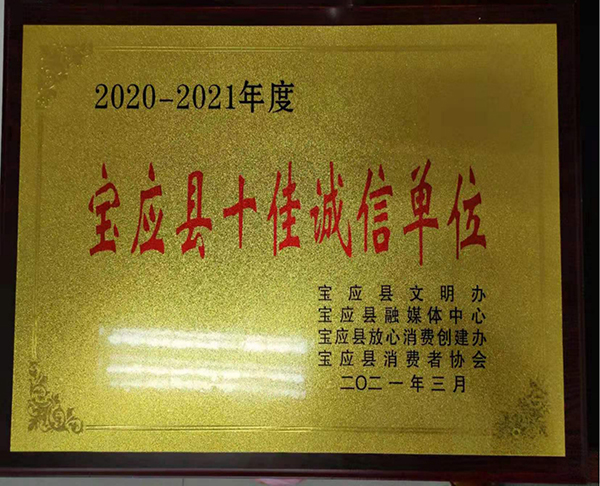 2020-2021年度
宝应县十佳诚信单位
宝应县文明办
宝应县融媒体中心
宝应县放心消费创建办
宝应县消费者协会
二〇二一年三月